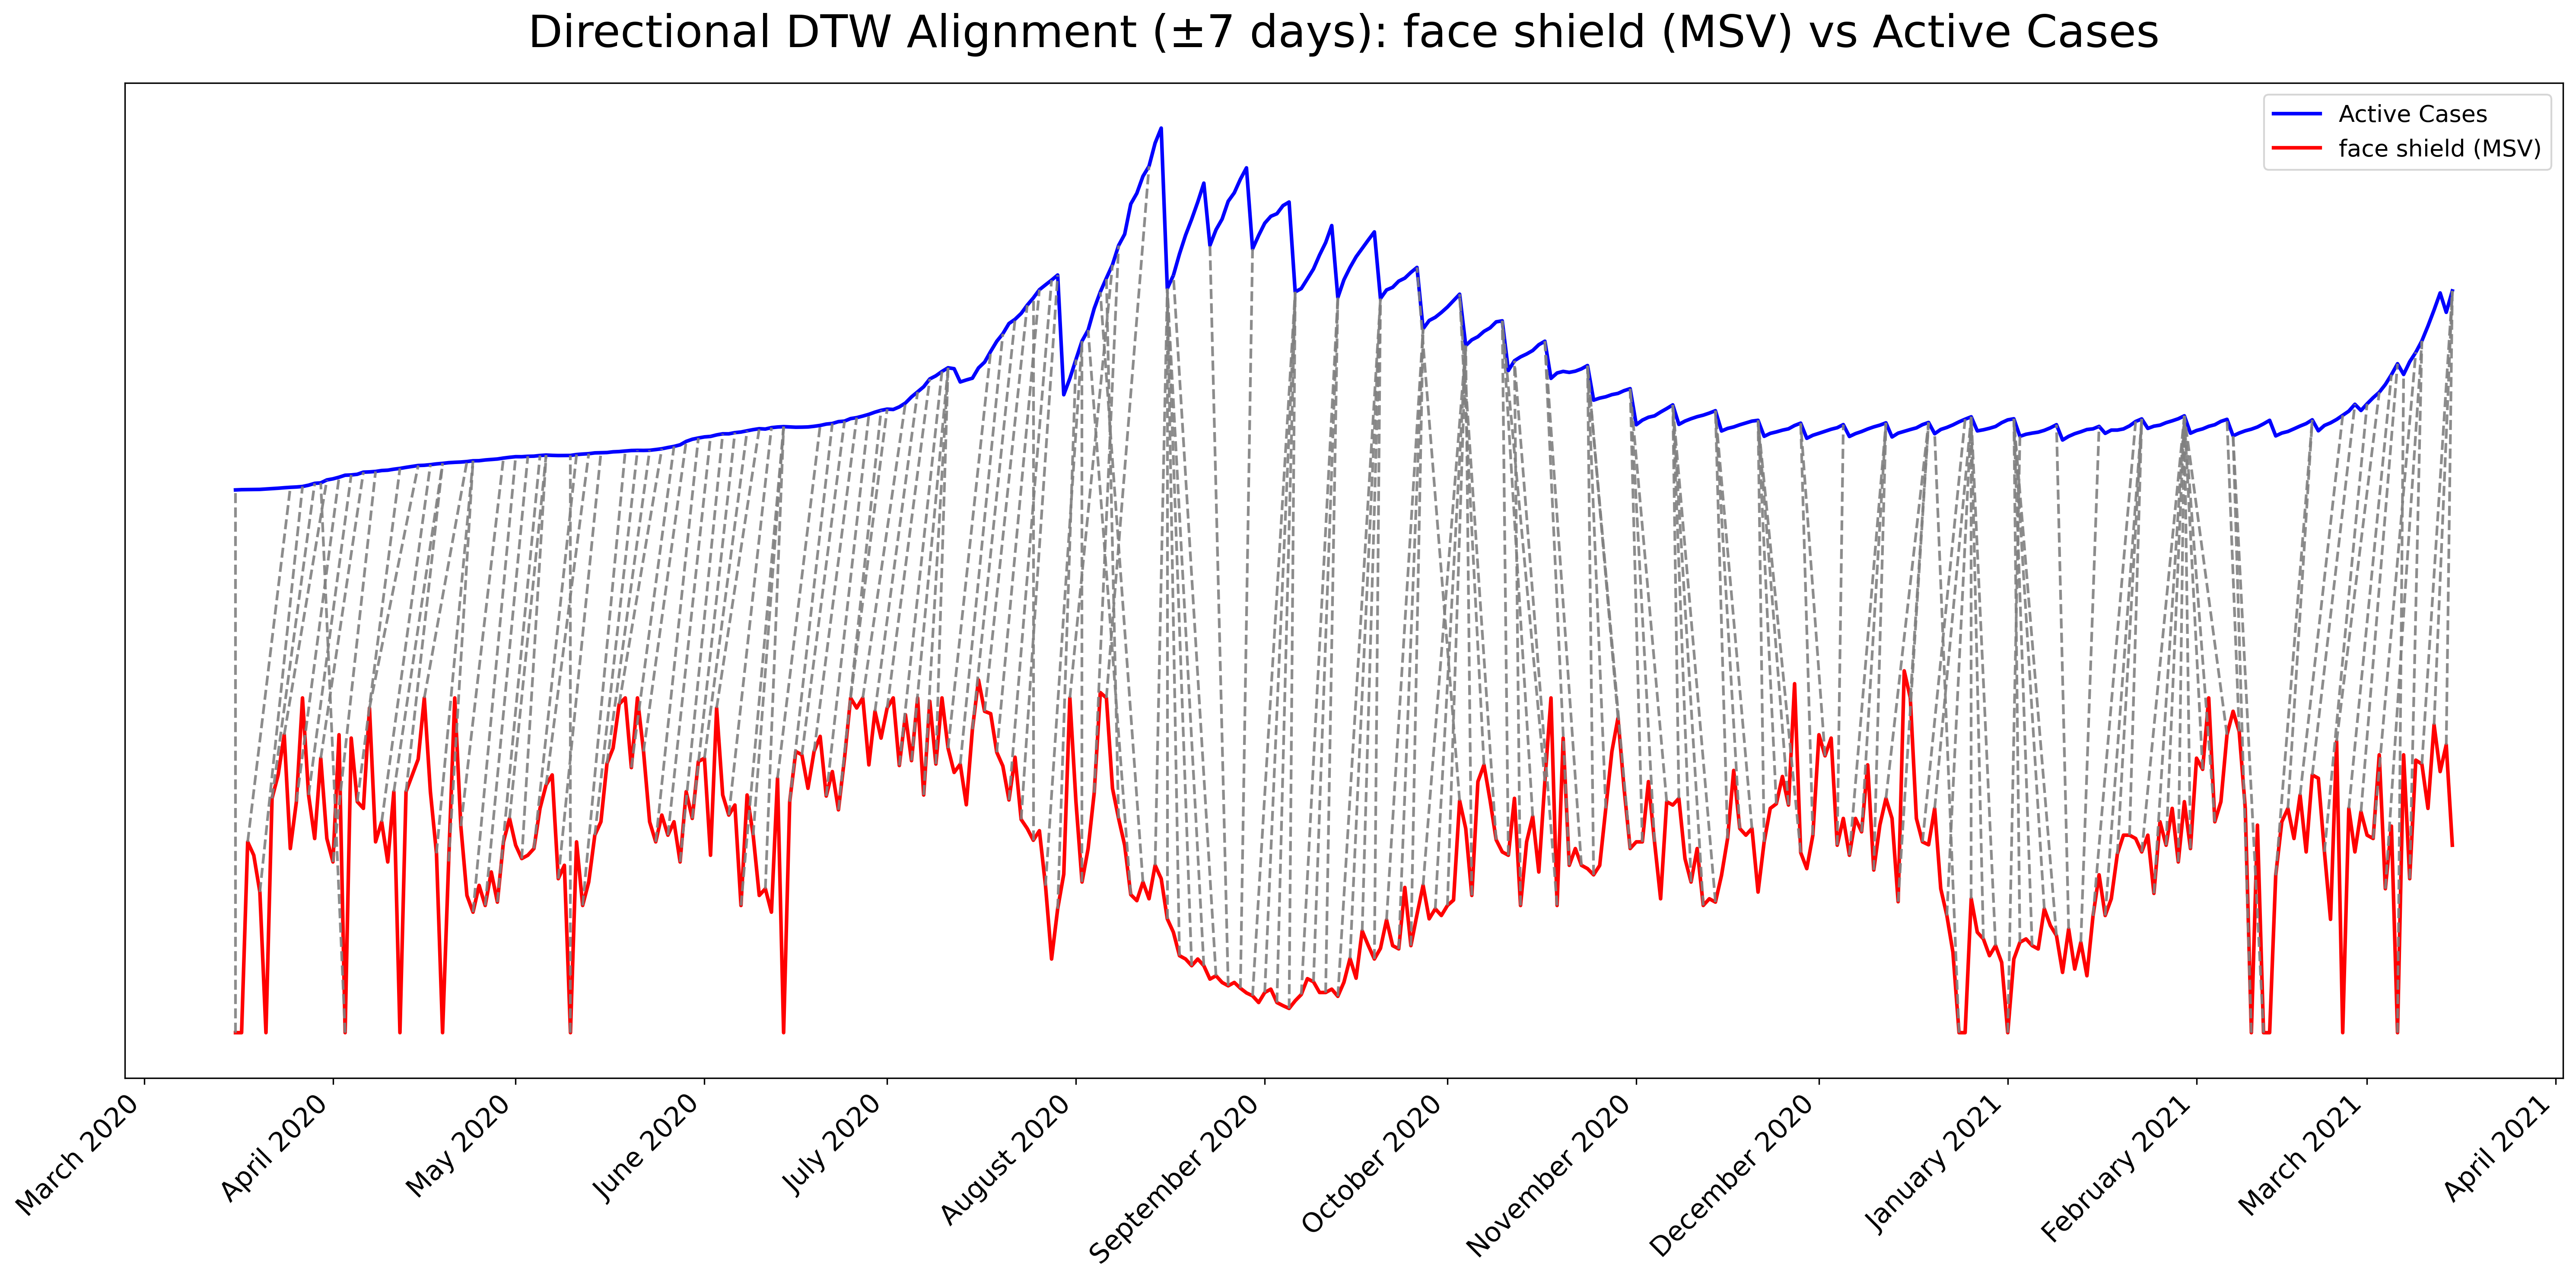 Directional DTW Alignment (±7 days): face shield (MSV) vs Active Cases
Active Cases
face shield (MSV)
March 2020
April 2020
May 2020
June 2020
July 2020
August 2020
September 2020
October 2020
November 2020
December 2020
January 2021
February 2021
March 2021
April 2021